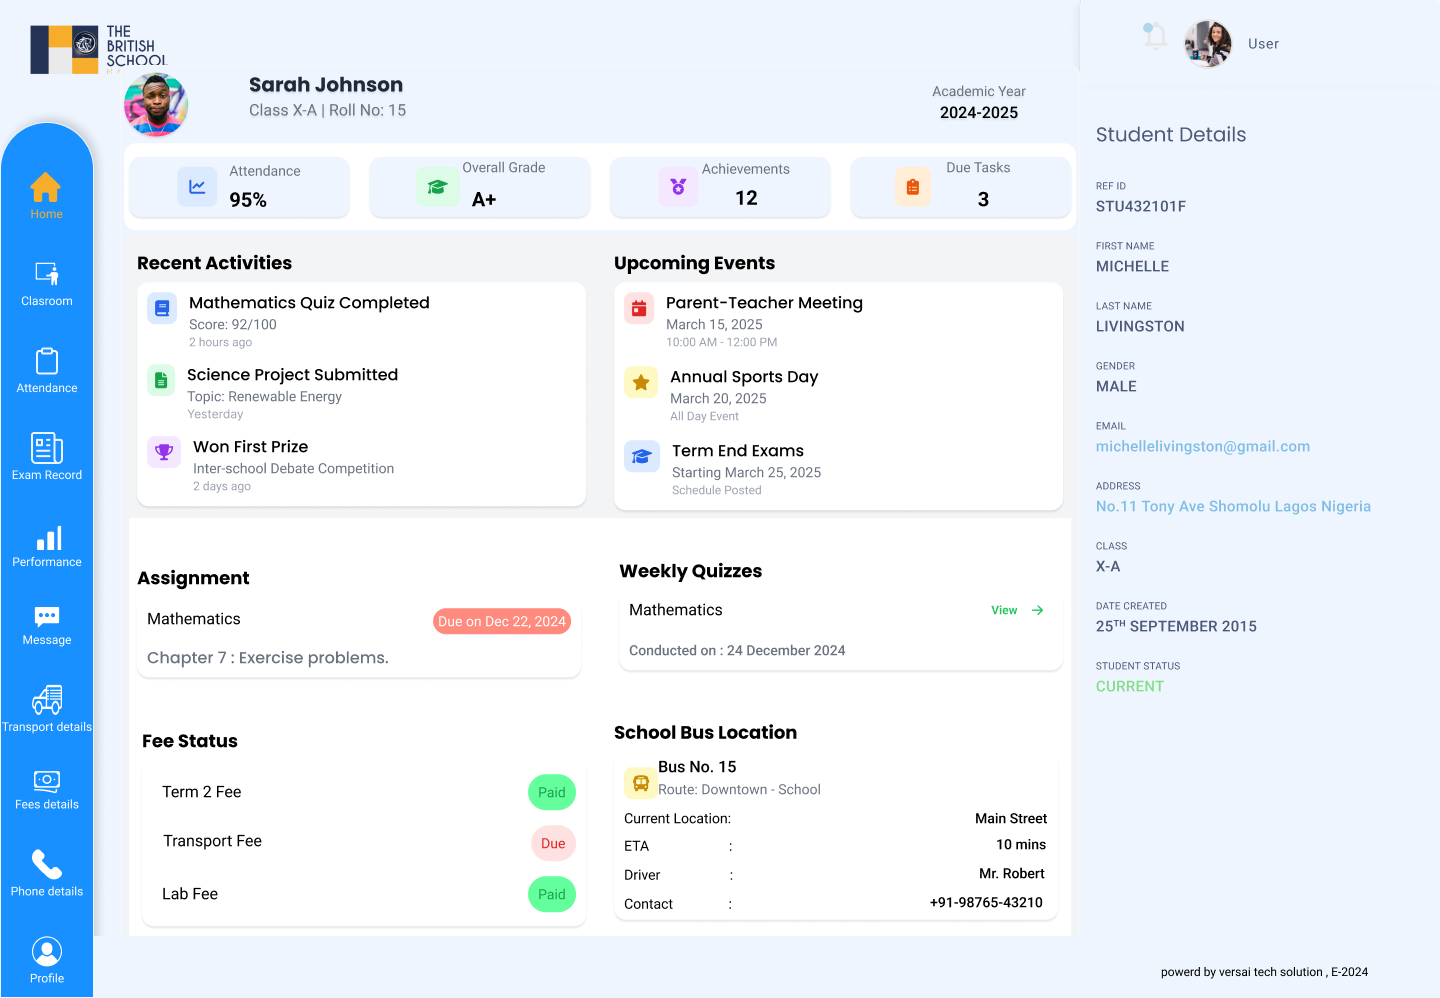 THE
BRITISH
SCHOOL
User
Sarah Johnson
Class X-A | Roll No: 15
Academic Year
2024-2025
Attendance
95%
Overall Grade
A+
Achievements
12
Due Tasks
3
Home
Clasroom
Attendance
Exam Record
Performance
Message
Transport details
Fees details
Phone details
Profile
Recent Activities
Mathematics Quiz Completed
Score: 92/100
2 hours ago
Science Project Submitted
Topic: Renewable Energy
Yesterday
Won First Prize
Inter-school Debate Competition
2 days ago
Upcoming Events
Parent-Teacher Meeting
March 15, 2025
10:00 AM - 12:00 PM
Annual Sports Day
March 20, 2025
All Day Event
Term End Exams
Starting March 25, 2025
Schedule Posted
Assignment
Mathematics
Due on Dec 22, 2024
Chapter 7 : Exercise problems.
Weekly Quizzes
Mathematics
View
Conducted on : 24 December 2024
Fee Status
Term 2 Fee Paid
Transport Fee Due
Lab Fee Paid
School Bus Location
Bus No. 15
Route: Downtown - School
Current Location: Main Street
ETA : 10 mins
Driver : Mr. Robert
Contact : +91-98765-43210
Student Details
REF ID
STU432101F
FIRST NAME
MICHELLE
LAST NAME
LIVINGSTON
GENDER
MALE
EMAIL
michellelivingston@gmail.com
ADDRESS
No.11 Tony Ave Shomolu Lagos Nigeria
CLASS
X-A
DATE CREATED
25TH SEPTEMBER 2015
STUDENT STATUS
CURRENT
powerd by versai tech solution , E-2024